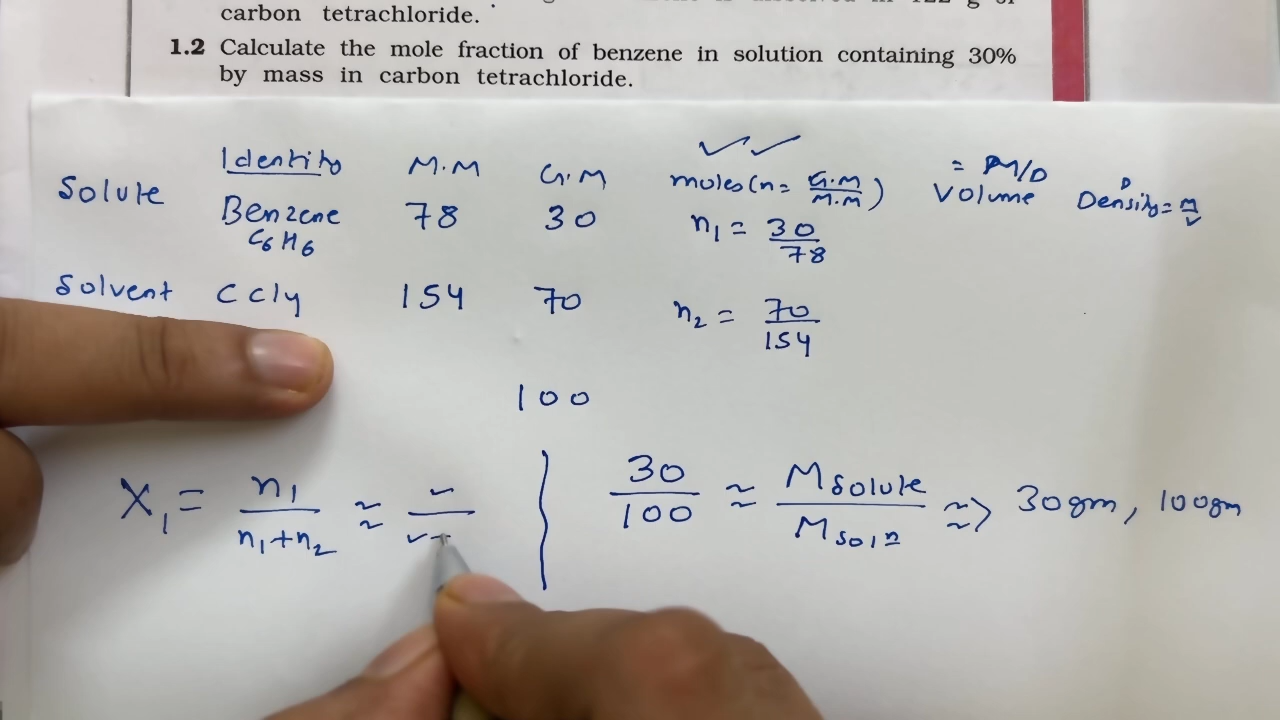 carbon tetrachloride.
1.2 Calculate the mole fraction of benzene in solution containing 30%
by mass in carbon tetrachloride.
Identity M.M G.M moles (n = G.M/M.M) Volume = M/D Density = M/V
Solute Benzene 78 30 n₁ = 30/78
C6H6
Solvent CCl4 154 70 n₂ = 70/154
100
X₁ = n₁/(n₁+n₂) ≈
30/100 ≈ M solute/M soln ≈> 30gm, 100gm